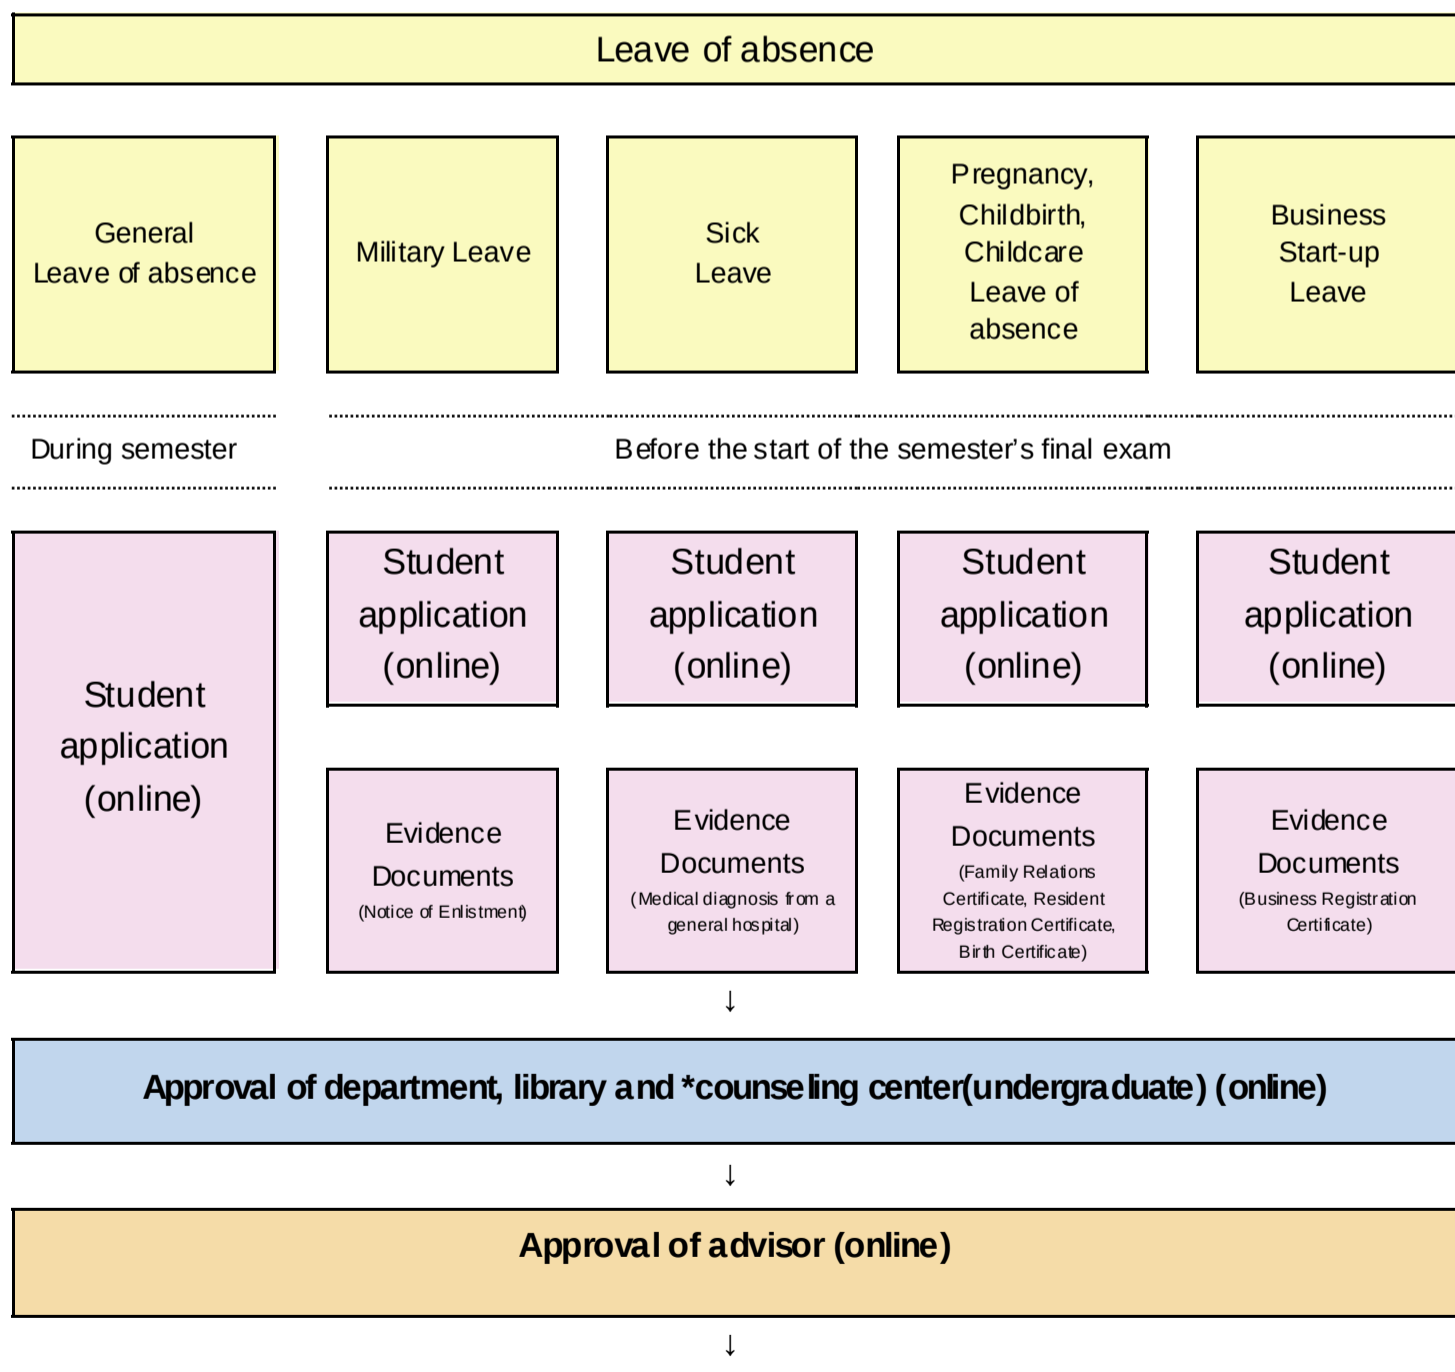 Leave of absence
General
Leave of absence
Military Leave
Sick
Leave
Pregnancy,
Childbirth,
Childcare
Leave of
absence
Business
Start-up
Leave
During semester
Before the start of the semester’s final exam
Student
application
(online)
Student
application
(online)
Student
application
(online)
Student
application
(online)
Student
application
(online)
Evidence
Documents
(Notice of Enlistment)
Evidence
Documents
(Medical diagnosis from a
general hospital)
Evidence
Documents
(Family Relations
Certificate, Resident
Registration Certificate,
Birth Certificate)
Evidence
Documents
(Business Registration
Certificate)
↓
Approval of department, library and *counseling center(undergraduate) (online)
↓
Approval of advisor (online)
↓